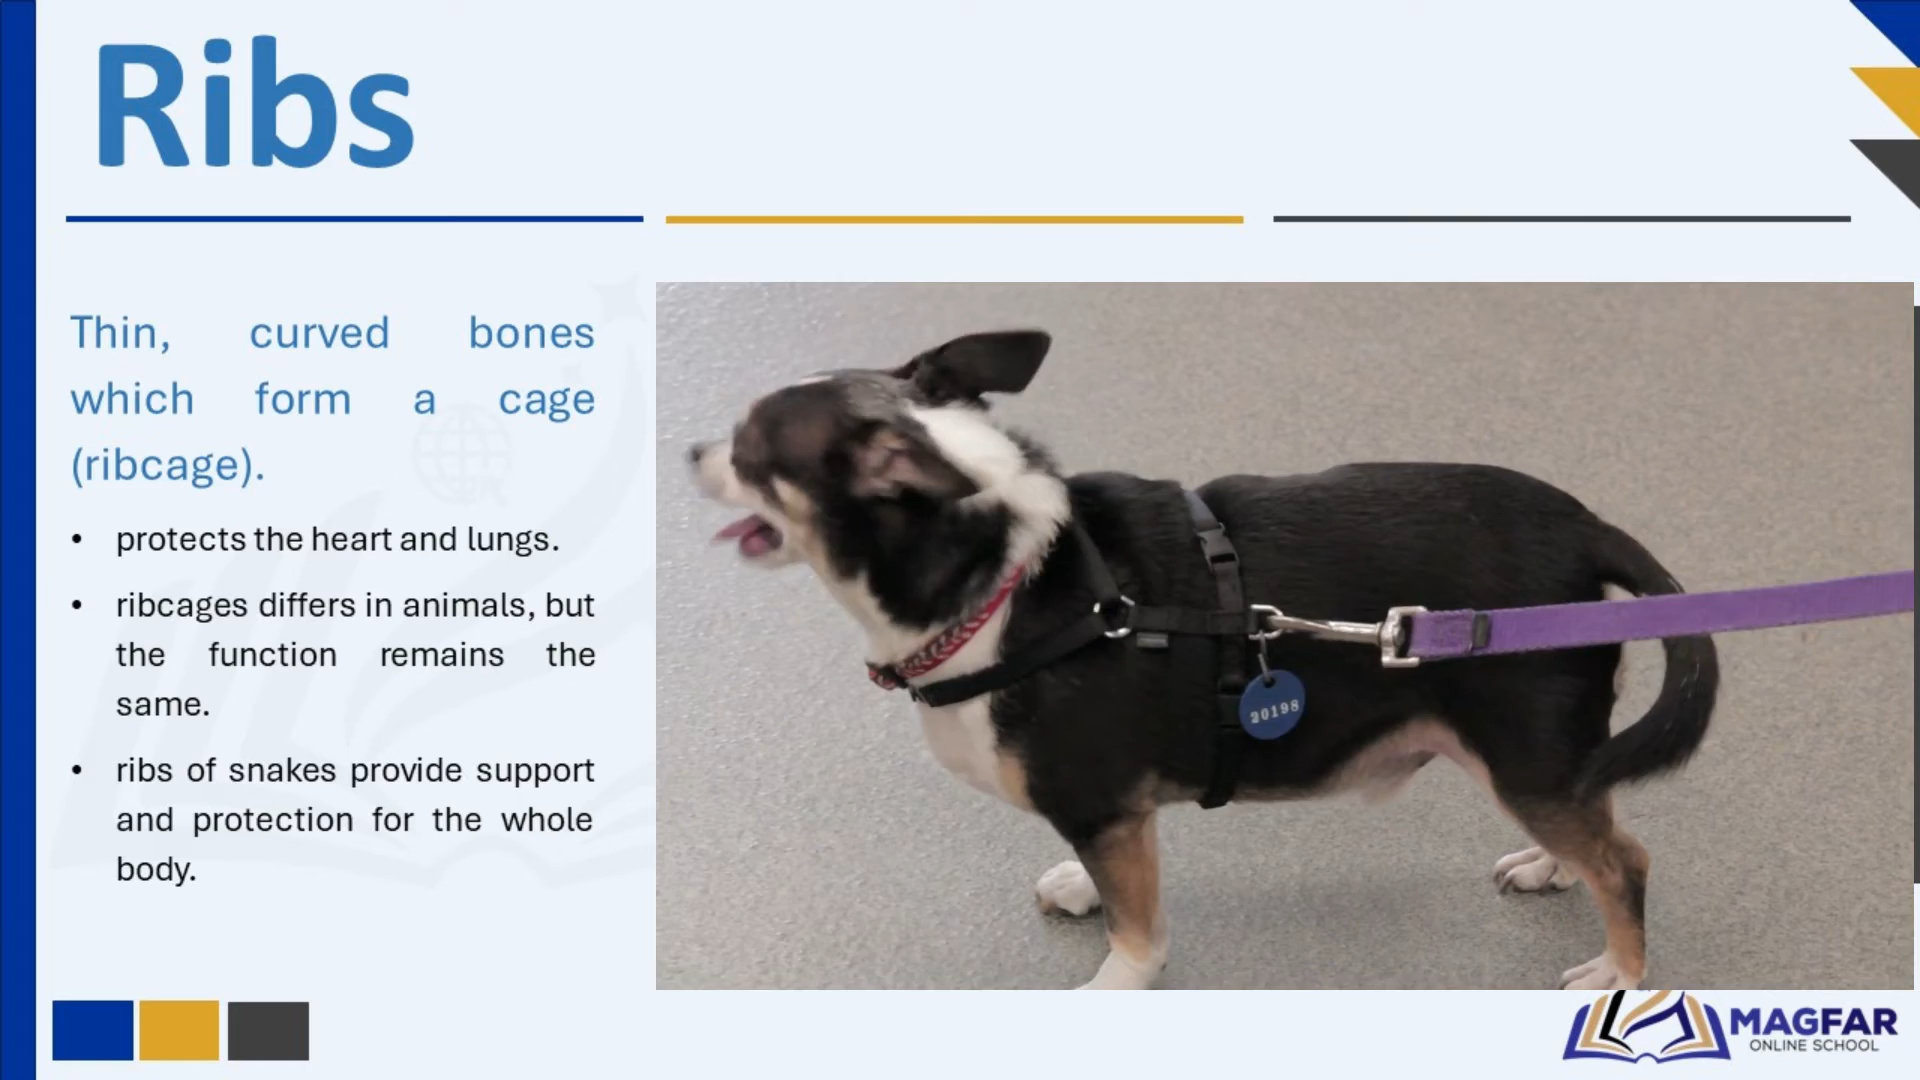 Ribs
Thin, curved bones
which form a cage
(ribcage).
• protects the heart and lungs.
• ribcages differs in animals, but
the function remains the
same.
• ribs of snakes provide support
and protection for the whole
body.
20198
MAGFAR
ONLINE SCHOOL